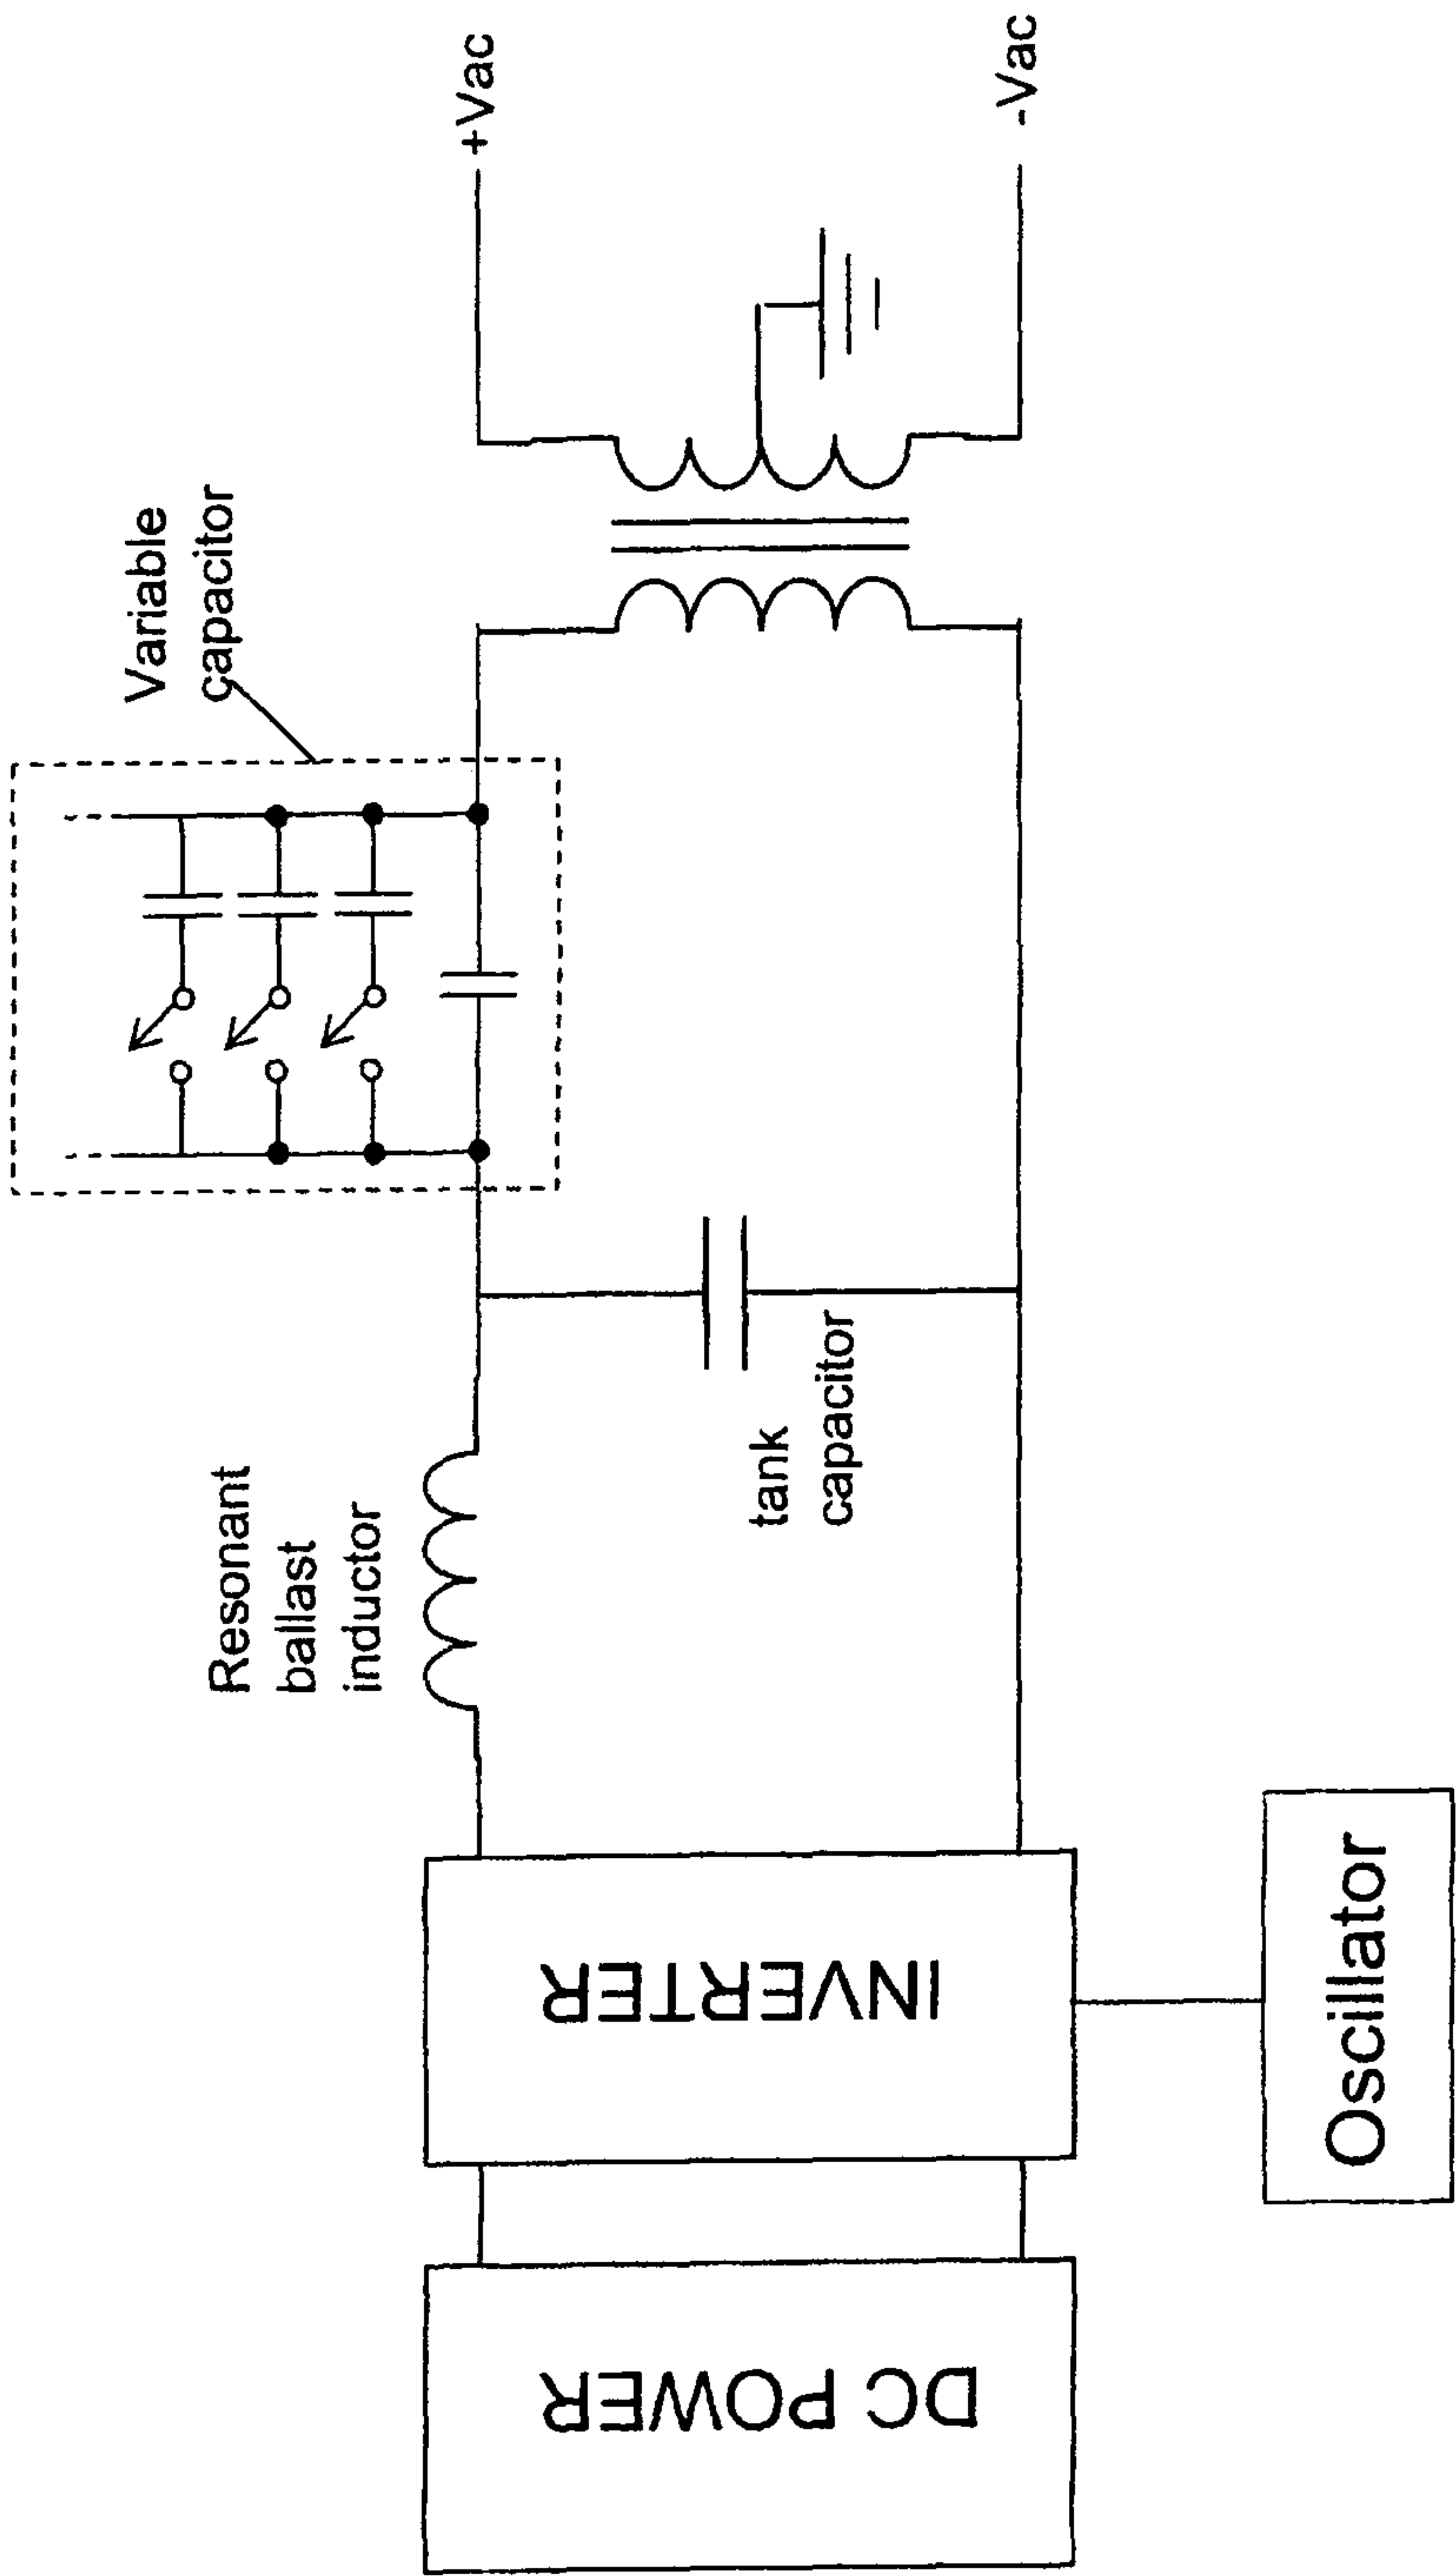 DC POWER
INVERTER
Oscillator
Resonant
ballast
inductor
tank
capacitor
Variable
capacitor
+Vac
-Vac